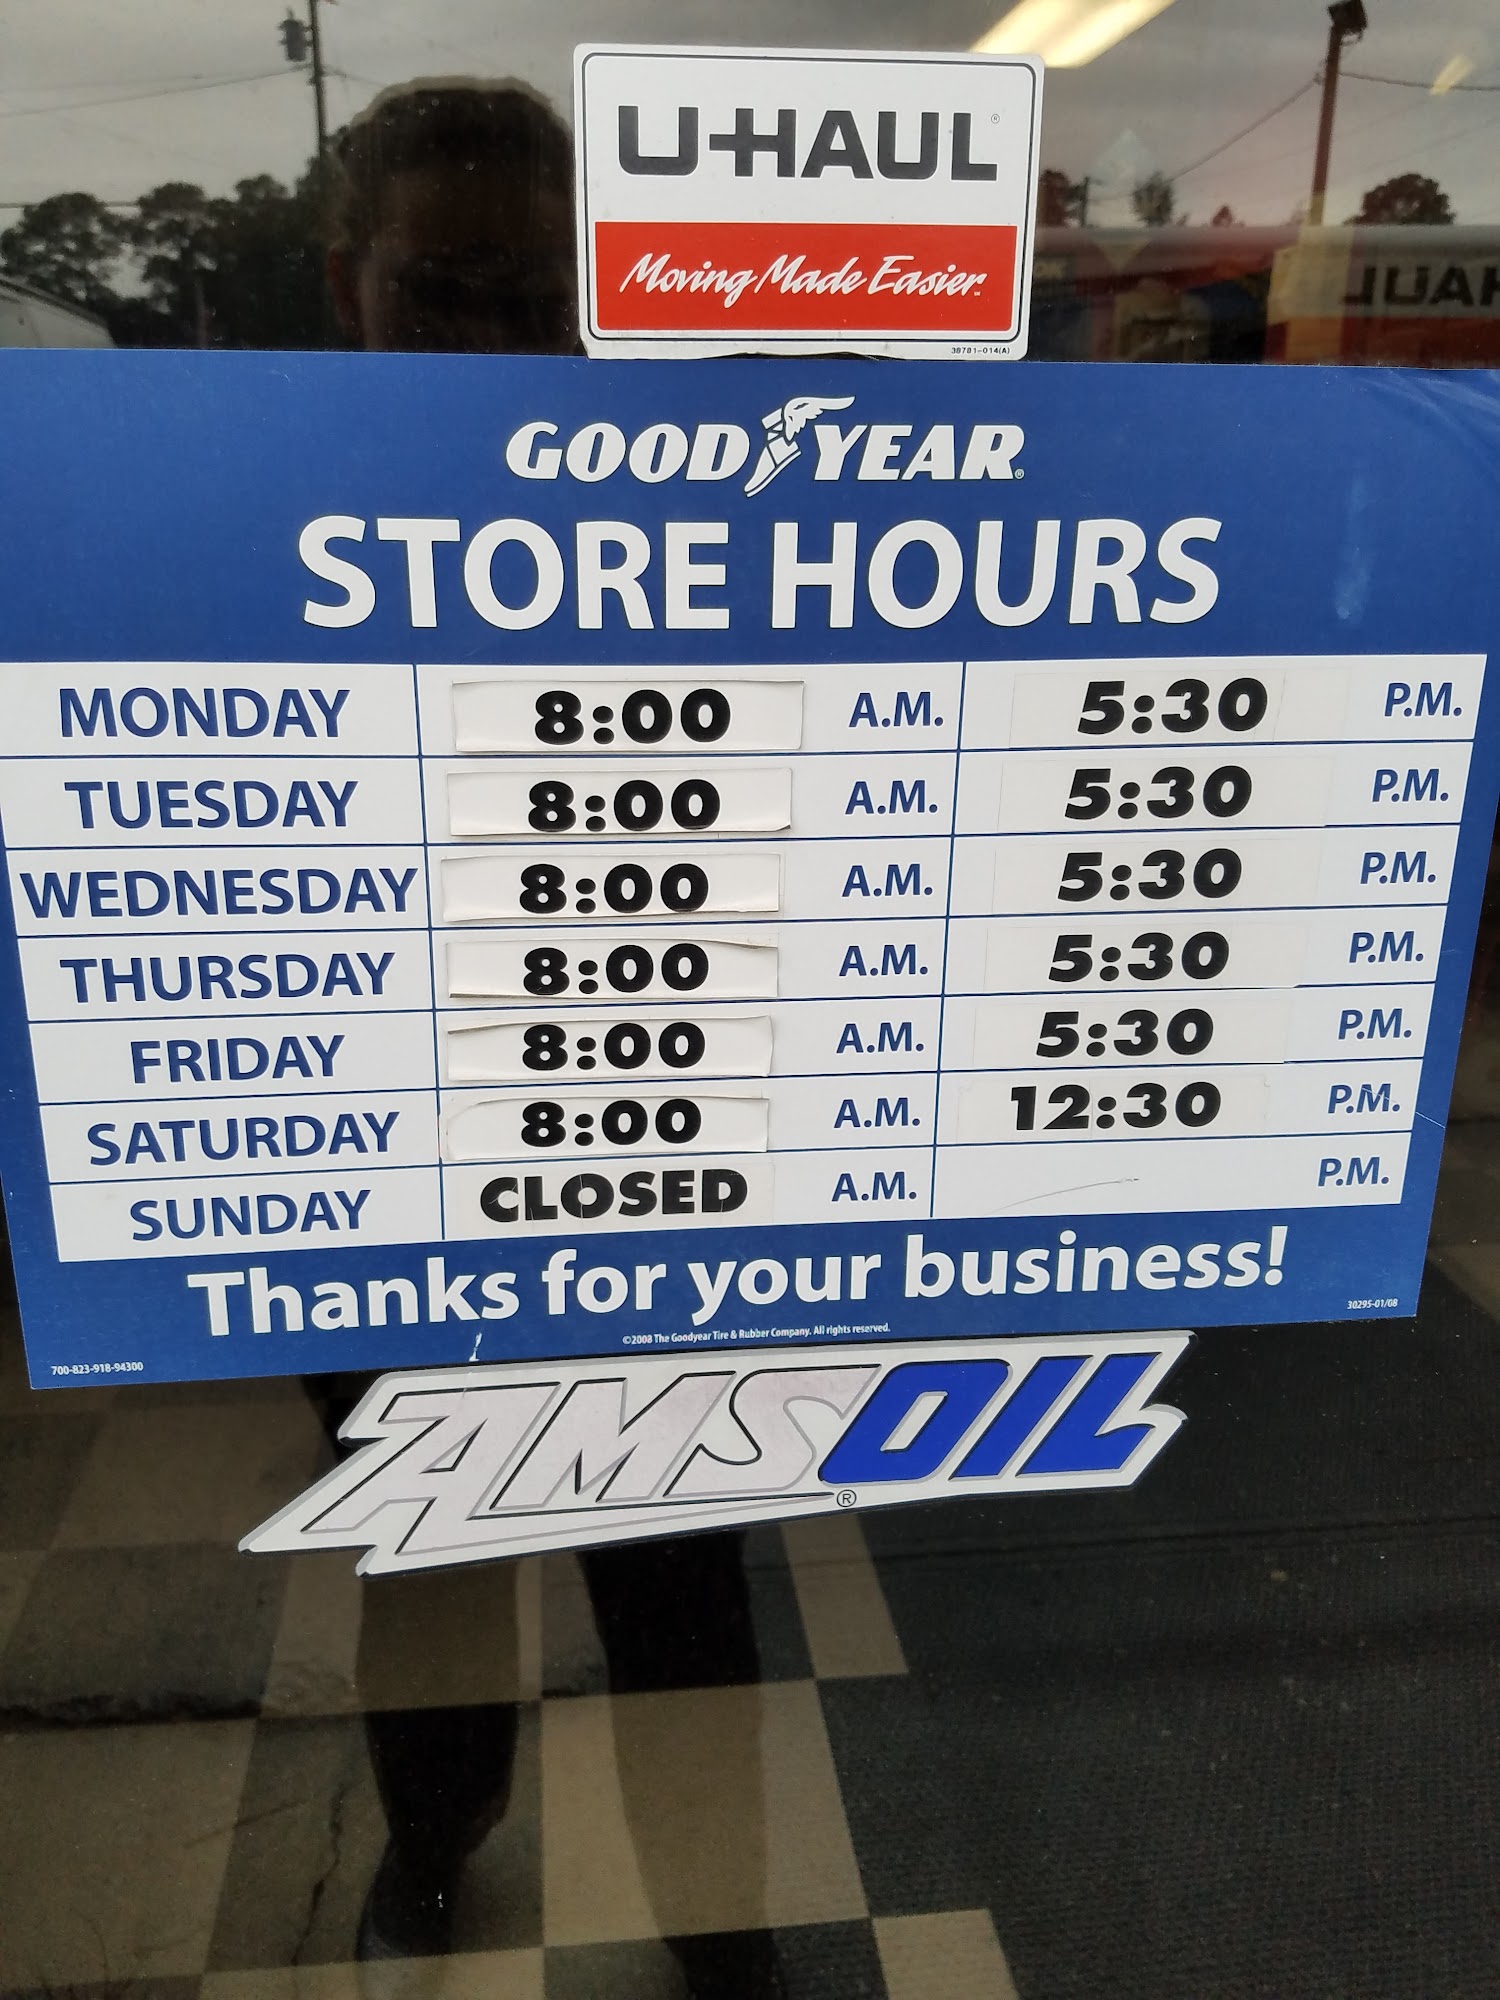 U-HAUL®
Moving Made Easier
38781-014(A)
GOODYEAR®
STORE HOURS
MONDAY 8:00 A.M. 5:30 P.M.
TUESDAY 8:00 A.M. 5:30 P.M.
WEDNESDAY 8:00 A.M. 5:30 P.M.
THURSDAY 8:00 A.M. 5:30 P.M.
FRIDAY 8:00 A.M. 5:30 P.M.
SATURDAY 8:00 A.M. 12:30 P.M.
SUNDAY CLOSED A.M. P.M.
Thanks for your business!
30295-01/08
©2008 The Goodyear Tire & Rubber Company. All rights reserved.
700-823-918-94300
AMSOIL®